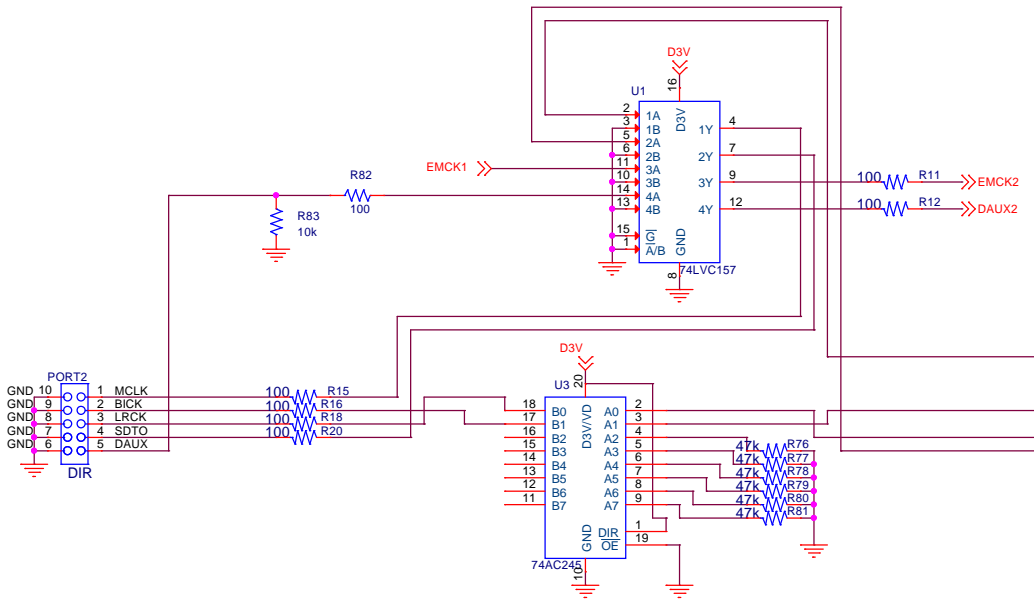 D3V
U1
16
2 1A D3V 1Y 4
3 1B
5 2A
6 2B 2Y 7
EMCK1 11 3A
10 3B 3Y 9 100 R11 EMCK2
14 4A
13 4B 4Y 12 100 R12 DAUX2
15 G
1 A/B GND
8 74LVC157
R82
100
R83
10k
D3V
PORT2
GND 10 1 MCLK 100 R15
GND 9 2 BICK 100 R16
GND 8 3 LRCK 100 R18
GND 7 4 SDTO 100 R20
GND 6 5 DAUX
DIR
U3 20
18 B0 D3V/VD A0 2
17 B1 A1 3
16 B2 A2 4 47k R76
15 B3 A3 5 47k R77
14 B4 A4 6 47k R78
13 B5 A5 7 47k R79
12 B6 A6 8 47k R80
11 B7 A7 9 47k R81
GND DIR 1
OE 19
74AC245 10